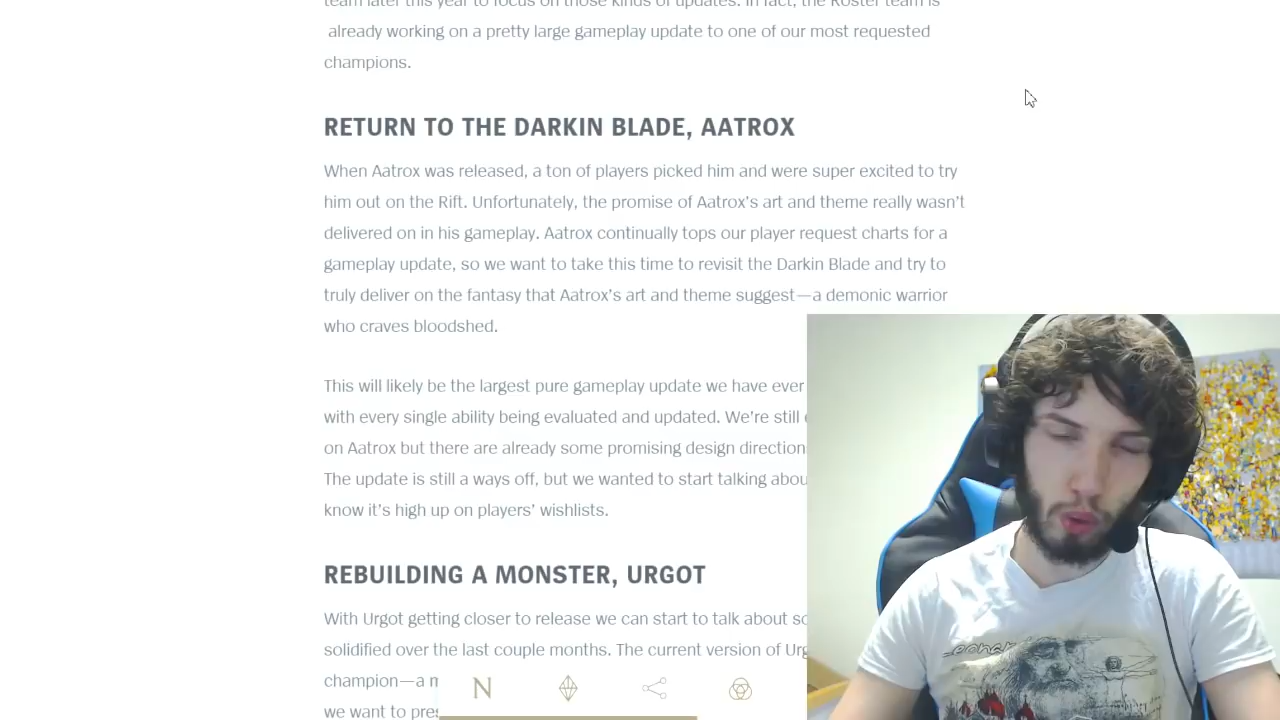 team later this year to focus on those kinds of updates. In fact, the Roster team is
already working on a pretty large gameplay update to one of our most requested
champions.
RETURN TO THE DARKIN BLADE, AATROX
When Aatrox was released, a ton of players picked him and were super excited to try
him out on the Rift. Unfortunately, the promise of Aatrox's art and theme really wasn't
delivered on in his gameplay. Aatrox continually tops our player request charts for a
gameplay update, so we want to take this time to revisit the Darkin Blade and try to
truly deliver on the fantasy that Aatrox's art and theme suggest—a demonic warrior
who craves bloodshed.
This will likely be the largest pure gameplay update we have ever
with every single ability being evaluated and updated. We're still
on Aatrox but there are already some promising design direction
The update is still a ways off, but we wanted to start talking abou
know it's high up on players' wishlists.
REBUILDING A MONSTER, URGOT
With Urgot getting closer to release we can start to talk about
solidified over the last couple months. The current version of
champion—a
we want to
N